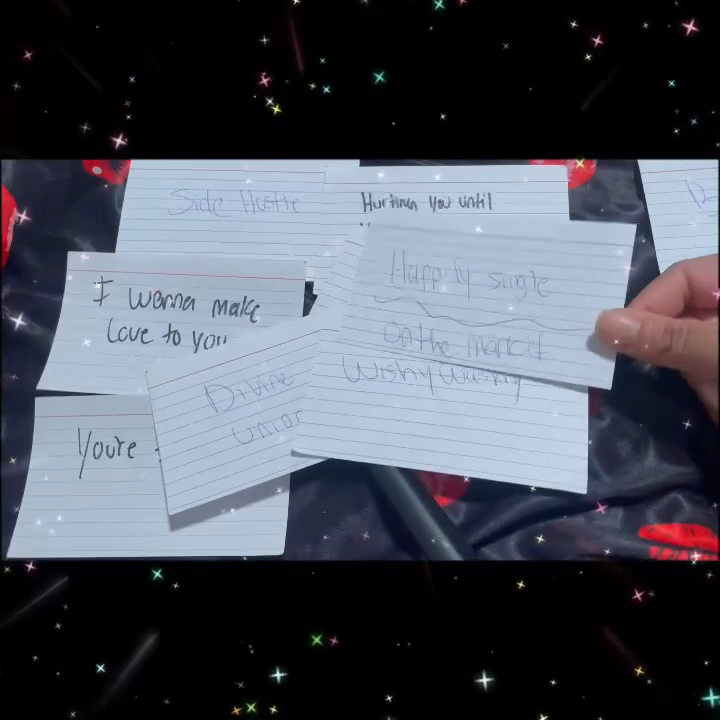 Side Hustle
Hurting you until
Happily single
on the market
I wanna make
love to you
Divine
Wishy washy
You're